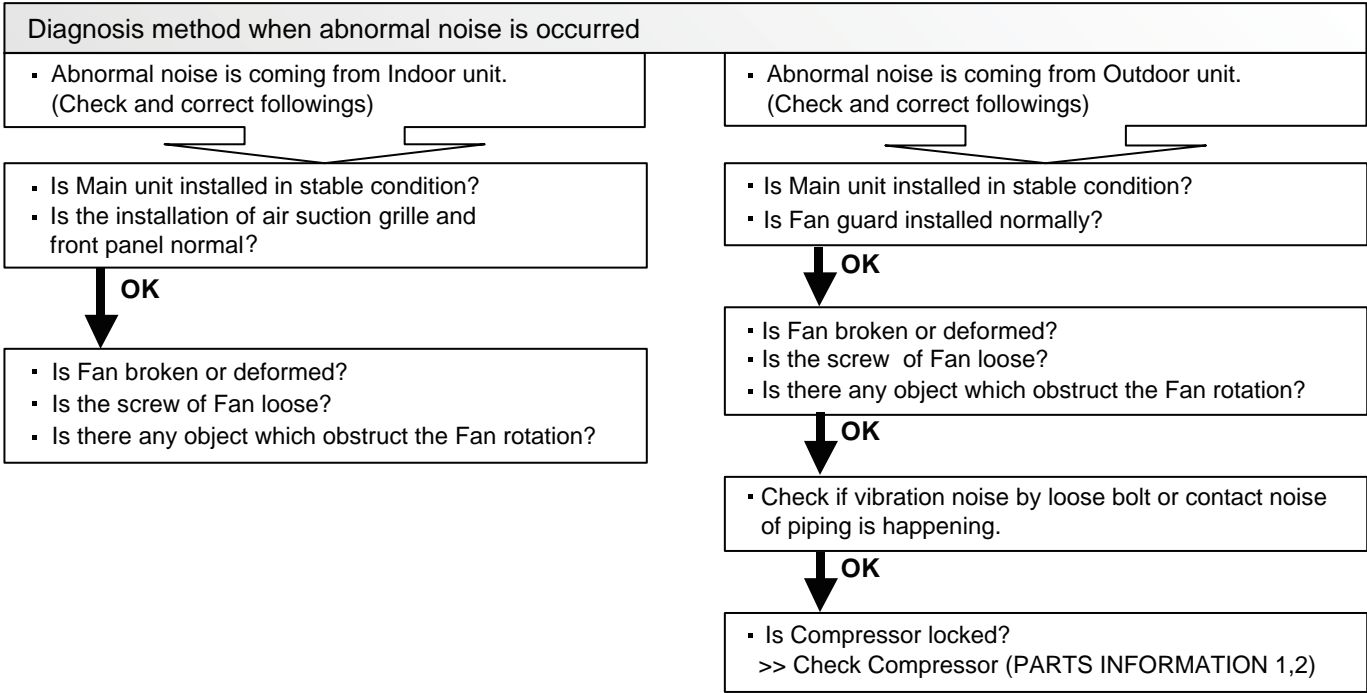 Diagnosis method when abnormal noise is occurred
▪ Abnormal noise is coming from Indoor unit.
(Check and correct followings)
▪ Is Main unit installed in stable condition?
▪ Is the installation of air suction grille and
front panel normal?
OK
▪ Is Fan broken or deformed?
▪ Is the screw of Fan loose?
▪ Is there any object which obstruct the Fan rotation?
▪ Abnormal noise is coming from Outdoor unit.
(Check and correct followings)
▪ Is Main unit installed in stable condition?
▪ Is Fan guard installed normally?
OK
▪ Is Fan broken or deformed?
▪ Is the screw of Fan loose?
▪ Is there any object which obstruct the Fan rotation?
OK
▪ Check if vibration noise by loose bolt or contact noise
of piping is happening.
OK
▪ Is Compressor locked?
>> Check Compressor (PARTS INFORMATION 1,2)